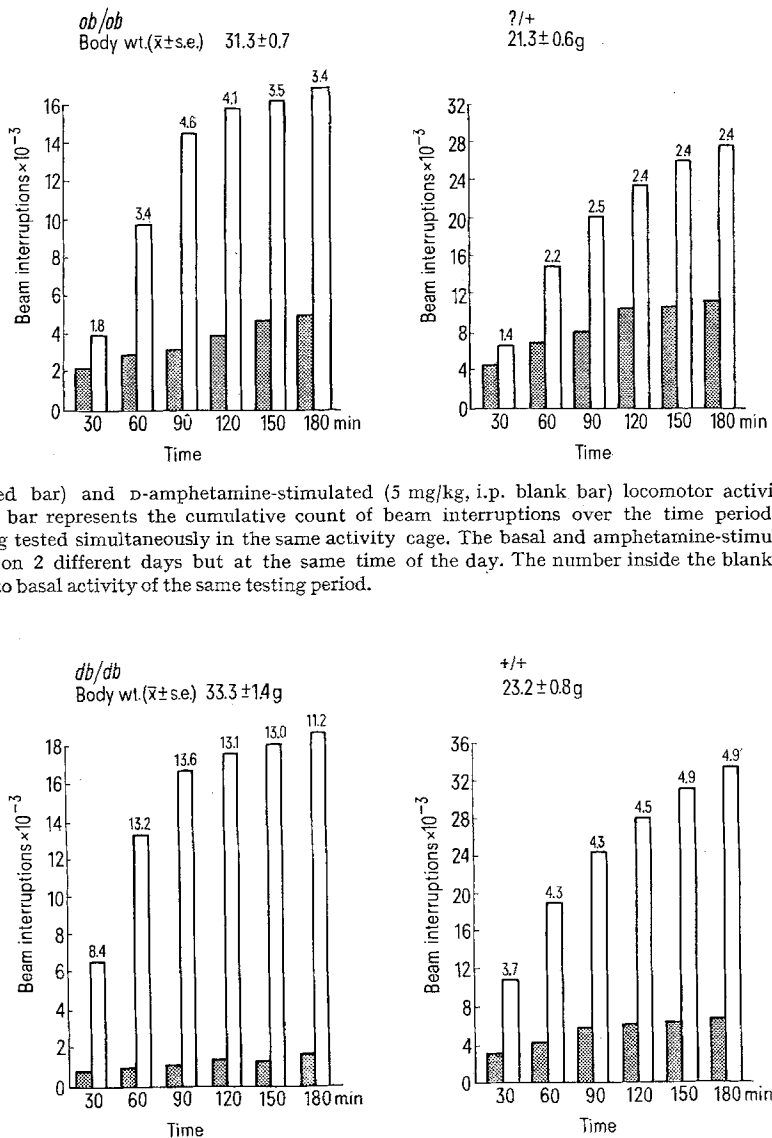 ob/ob
Body wt.(x̄±s.e.) 31.3±0.7
?/+
21.3±0.6g
Beam interruptions×10⁻³
16
14
12
10
8
6
4
2
0
1.8
3.4
4.6
4.1
3.5
3.4
30 60 90 120 150 180 min
Time
Beam interruptions×10⁻³
32
28
24
20
16
12
8
4
0
1.4
2.2
2.5
2.4
2.4
2.4
30 60 90 120 150 180 min
Time
ed bar) and D-amphetamine-stimulated (5 mg/kg, i.p. blank bar) locomotor activi
bar represents the cumulative count of beam interruptions over the time period
g tested simultaneously in the same activity cage. The basal and amphetamine-stimu
on 2 different days but at the same time of the day. The number inside the blank
to basal activity of the same testing period.
db/db
Body wt.(x̄±s.e.) 33.3±1.4g
+/+
23.2±0.8g
Beam interruptions×10⁻³
18
16
14
12
10
8
6
4
2
0
8.4
13.2
13.6
13.1
13.0
11.2
30 60 90 120 150 180 min
Time
Beam interruptions×10⁻³
36
32
28
24
20
16
12
8
4
0
3.7
4.3
4.3
4.5
4.9
4.9
30 60 90 120 150 180 min
Time